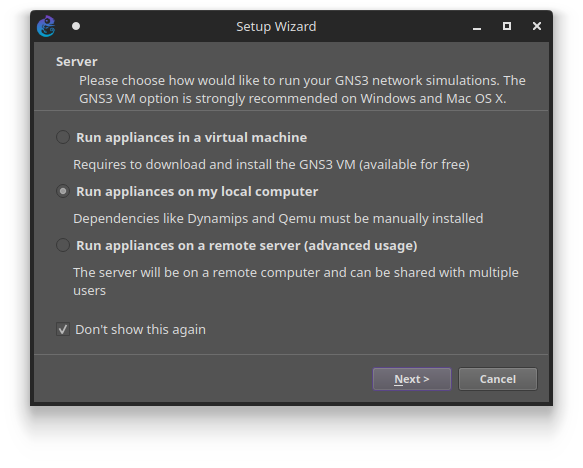 Setup Wizard
Server
Please choose how would like to run your GNS3 network simulations. The
GNS3 VM option is strongly recommended on Windows and Mac OS X.
Run appliances in a virtual machine
Requires to download and install the GNS3 VM (available for free)
Run appliances on my local computer
Dependencies like Dynamips and Qemu must be manually installed
Run appliances on a remote server (advanced usage)
The server will be on a remote computer and can be shared with multiple
users
Don't show this again
Next > Cancel